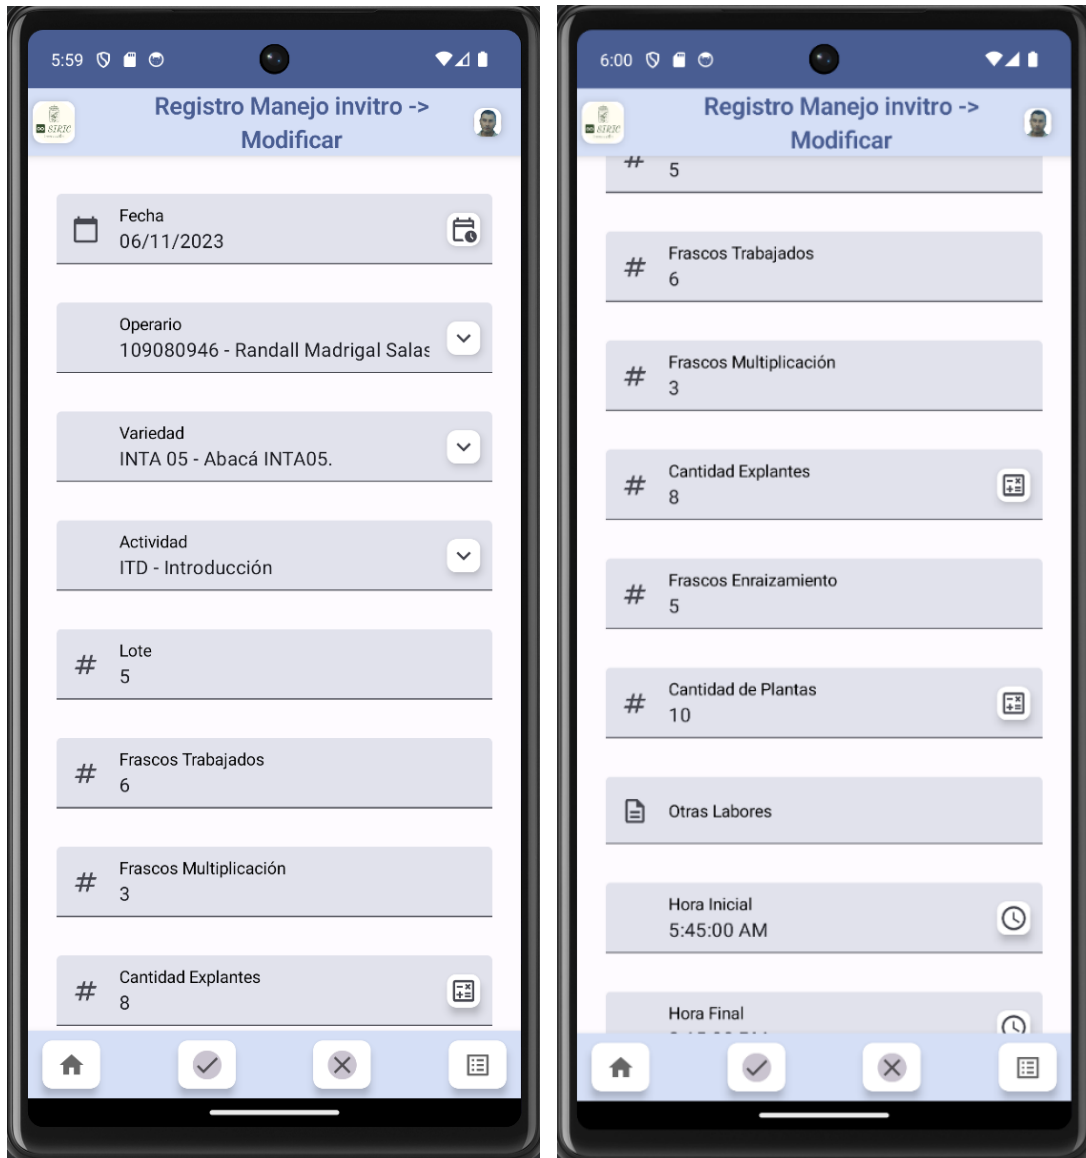 5:59
SIRIC
Registro Manejo invitro ->
Modificar
Fecha
06/11/2023
Operario
109080946 - Randall Madrigal Salas
Variedad
INTA 05 - Abacá INTA05.
Actividad
ITD - Introducción
Lote
5
Frascos Trabajados
6
Frascos Multiplicación
3
Cantidad Explantes
8
6:00
SIRIC
Registro Manejo invitro ->
Modificar
5
Frascos Trabajados
6
Frascos Multiplicación
3
Cantidad Explantes
8
Frascos Enraizamiento
5
Cantidad de Plantas
10
Otras Labores
Hora Inicial
5:45:00 AM
Hora Final